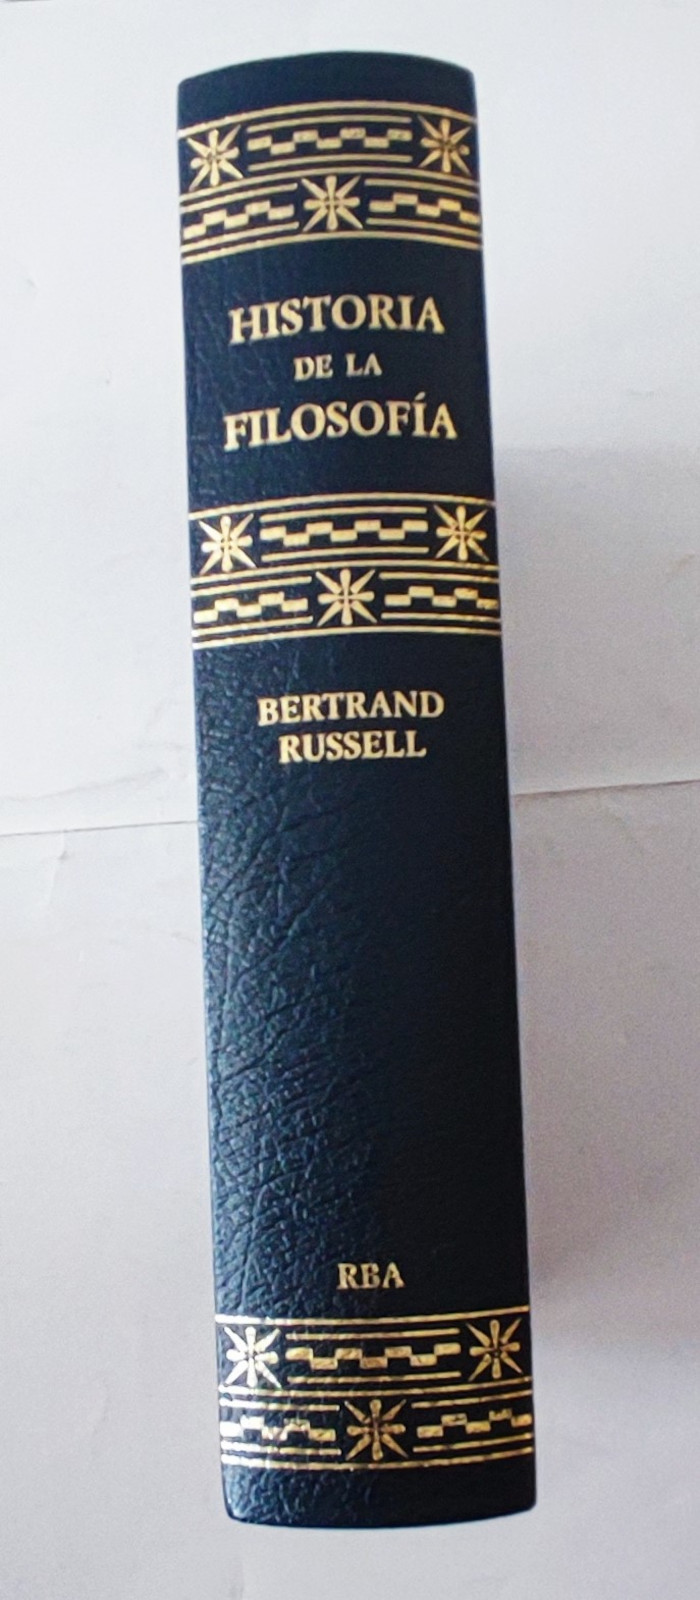 HISTORIA
DE LA
FILOSOFÍA
BERTRAND
RUSSELL
RBA